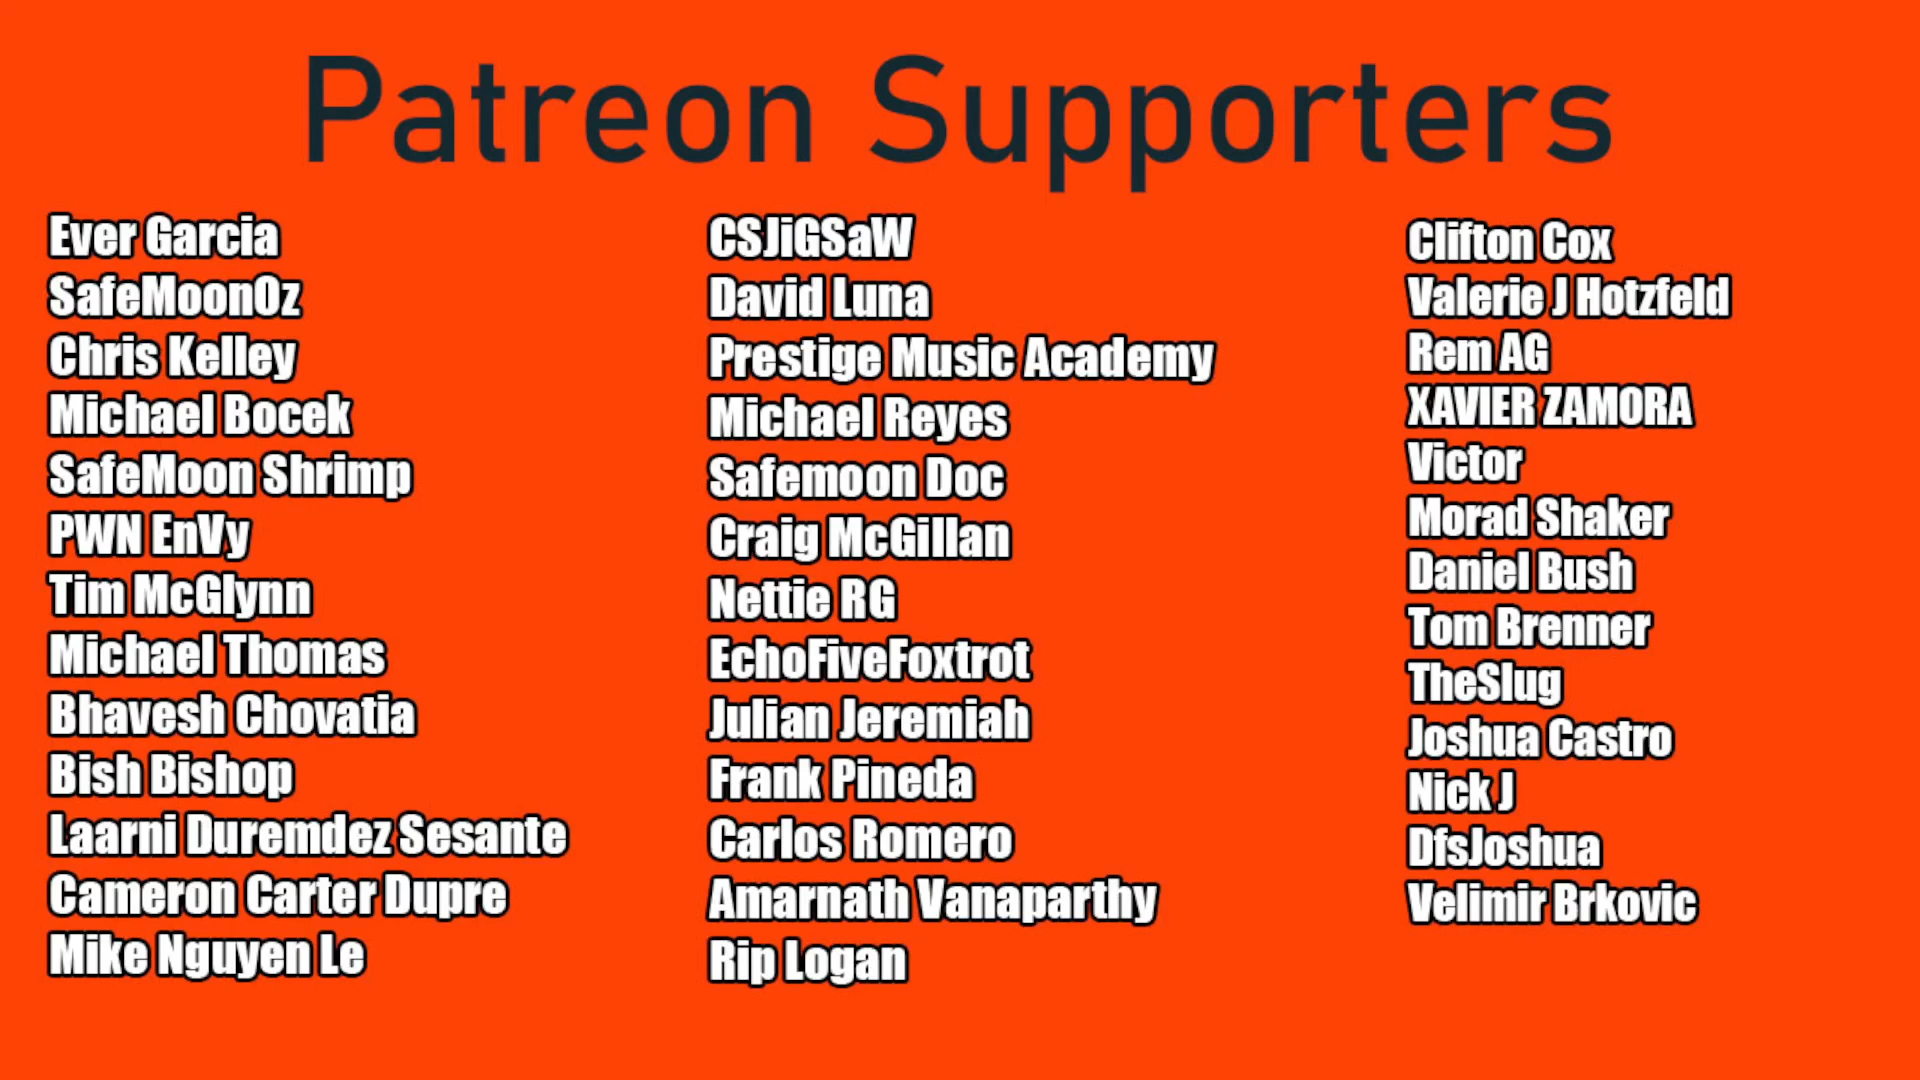 Patreon Supporters
Ever Garcia
SafeMoonOz
Chris Kelley
Michael Bocek
SafeMoon Shrimp
PWN EnVy
Tim McGlynn
Michael Thomas
Bhavesh Chovatia
Bish Bishop
Laarni Duremdez Sesante
Cameron Carter Dupre
Mike Nguyen Le
CSJiGSaW
David Luna
Prestige Music Academy
Michael Reyes
Safemoon Doc
Craig McGillan
Nettie RG
EchoFiveFoxtrot
Julian Jeremiah
Frank Pineda
Carlos Romero
Amarnath Vanaparthy
Rip Logan
Clifton Cox
Valerie J Hotzfeld
Rem AG
XAVIER ZAMORA
Victor
Morad Shaker
Daniel Bush
Tom Brenner
TheSlug
Joshua Castro
Nick J
DfsJoshua
Velimir Brkovic